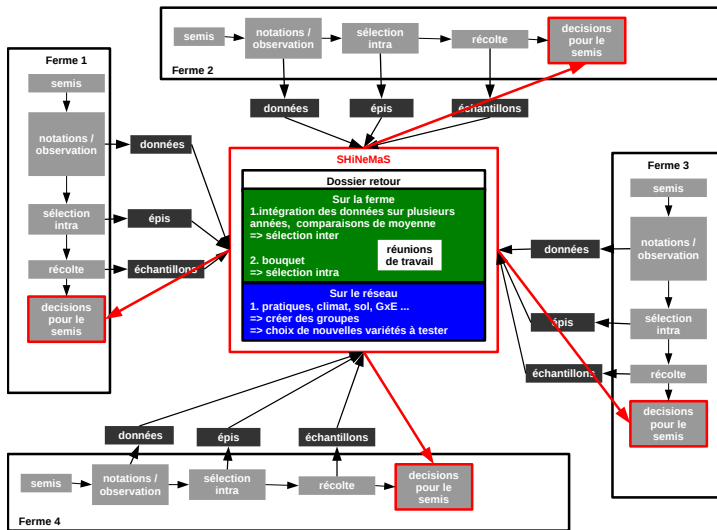 semis
notations /
observation
sélection
intra
récolte
decisions
pour le
semis
Ferme 2
données
épis
échantillons
Ferme 1
semis
notations /
observation
sélection
intra
récolte
decisions
pour le
semis
données
épis
échantillons
SHiNeMaS
Dossier retour
Sur la ferme
1.intégration des données sur plusieurs
années, comparaisons de moyenne
=> sélection inter
2. bouquet
=> sélection intra
réunions
de travail
Sur le réseau
1. pratiques, climat, sol, GxE ...
=> créer des groupes
=> choix de nouvelles variétés à tester
Ferme 3
semis
notations /
observation
sélection
intra
récolte
decisions
pour le
semis
données
épis
échantillons
données
épis
échantillons
semis
notations /
observation
sélection
intra
récolte
decisions
pour le
semis
Ferme 4